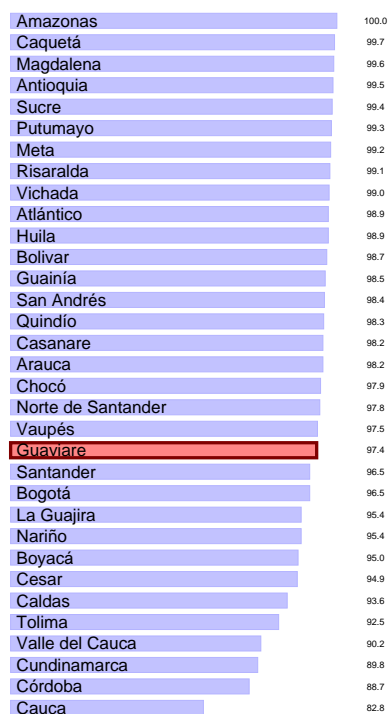 Amazonas 100.0
Caquetá 99.7
Magdalena 99.6
Antioquia 99.5
Sucre 99.4
Putumayo 99.3
Meta 99.2
Risaralda 99.1
Vichada 99.0
Atlántico 98.9
Huila 98.9
Bolivar 98.7
Guainía 98.5
San Andrés 98.4
Quindío 98.3
Casanare 98.2
Arauca 98.2
Chocó 97.9
Norte de Santander 97.8
Vaupés 97.5
Guaviare 97.4
Santander 96.5
Bogotá 96.5
La Guajira 95.4
Nariño 95.4
Boyacá 95.0
Cesar 94.9
Caldas 93.6
Tolima 92.5
Valle del Cauca 90.2
Cundinamarca 89.8
Córdoba 88.7
Cauca 82.8